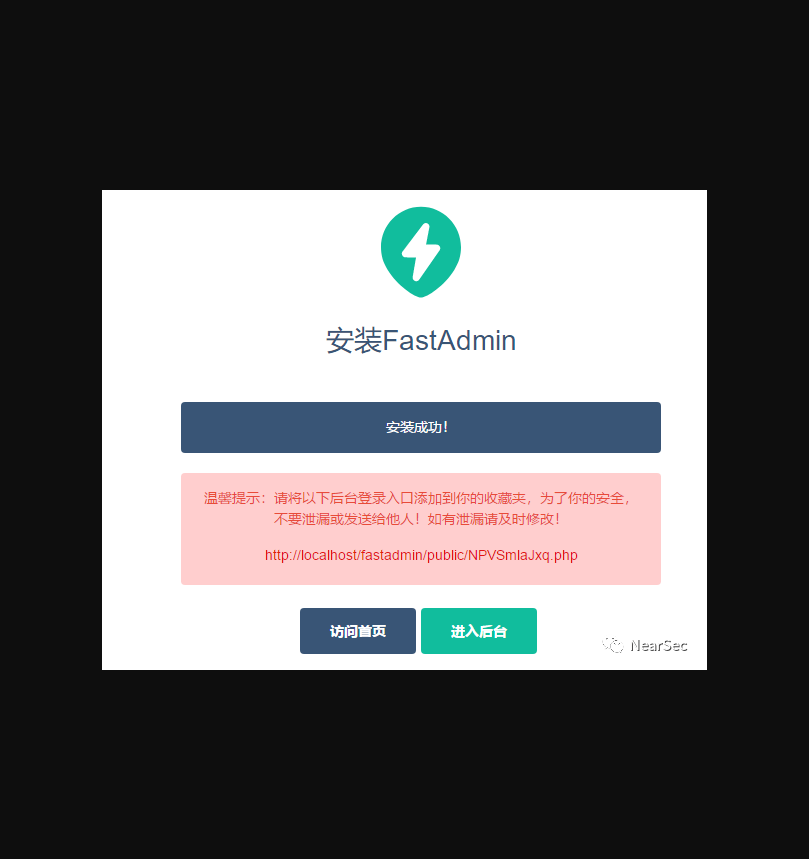 安装FastAdmin
安装成功！
温馨提示：请将以下后台登录入口添加到你的收藏夹，为了你的安全，
不要泄漏或发送给他人！如有泄漏请及时修改！
http://localhost/fastadmin/public/NPVSmlaJxq.php
访问首页 进入后台
NearSec